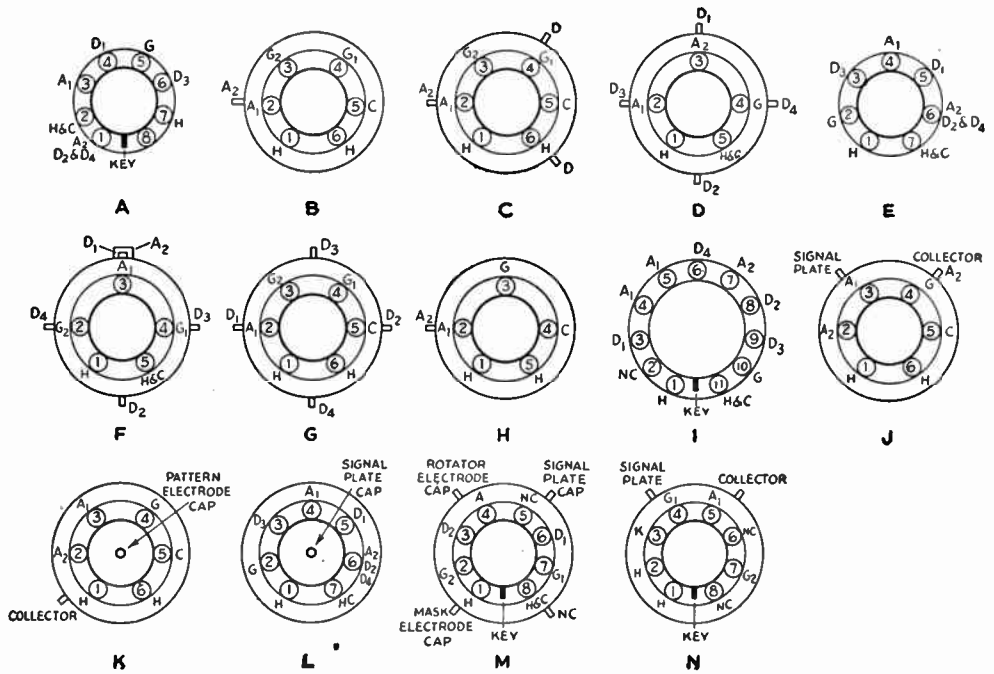 D1 G
A1 4 5 D3
3 6
2 7 H
H&C 1 8
A2
D2&D4
KEY
A
G2 G1
3 4
A2 A1 2 5 C
1 6
H H
B
D
G2 G1
3 4
A2 A1 2 5 C
1 6
H H
D
C
D1
A2
3
D3 A1 2 4 G D4
1 5
H H&C
D2
D
A1
D3 4 D1
3 5
G 2 6 A2
D2&D4
1 7
H H&C
E
D1 A2
A1
3
D4 G2 2 4 G1 D3
1 5
H H&C
D2
F
D3
G2 G1
3 4
D1 A1 2 5 C D2
1 6
H H
D4
G
G
3
A2 A1 2 4 C
1 5
H H
H
D4
A1 6 A2
5 7
A1 4 8 D2
D1 3 9 D3
NC 2 10 G
H 1 11 H&C
KEY
I
SIGNAL PLATE COLLECTOR
A2
A1 3 4 G
A2 2 5 C
1 6
H H
J
PATTERN
ELECTRODE
CAP
A1 G
3 4
A2 2 5 C
1 6
H H
COLLECTOR
K
SIGNAL
PLATE
CAP
A1
D3 4 D1
3 5
G 2 6 A2
D2
D4
1 7
H HC
L
ROTATOR
ELECTRODE
CAP
SIGNAL
PLATE
CAP
A NC
4 5
D2 3 6 D1
G2 2 7 G1
H 1 8 H&C
MASK
ELECTRODE
CAP
KEY
NC
M
SIGNAL
PLATE
COLLECTOR
G1 A1
4 5
K 3 6 NC
H 2 7 G2
H 1 8 NC
KEY
N